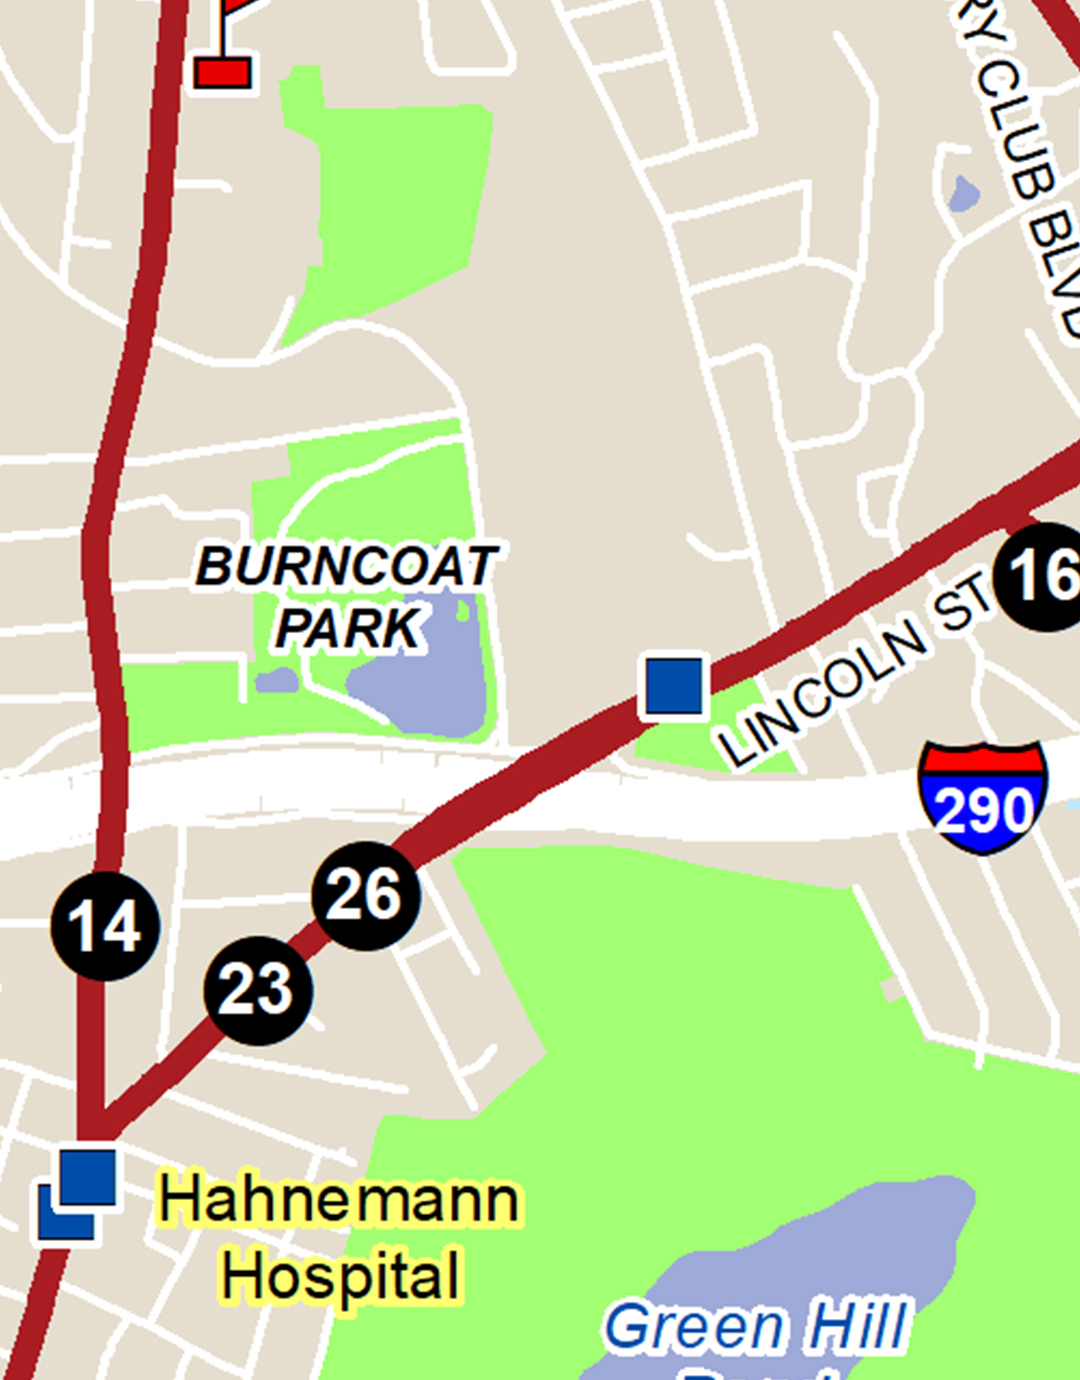 RY CLUB BLVD
BURNCOAT
PARK
16
LINCOLN ST
290
26
14
23
Hahnemann
Hospital
Green Hill